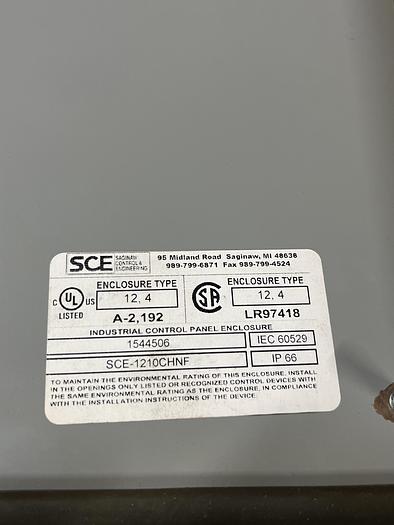 SCE SAGINAW CONTROL & ENGINEERING
95 Midland Road Saginaw, MI 48638
989-799-6871 Fax 989-799-4524
ENCLOSURE TYPE
12, 4
C UL US
LISTED
A-2,192
SA
ENCLOSURE TYPE
12, 4
LR97418
INDUSTRIAL CONTROL PANEL ENCLOSURE
1544506 IEC 60529
SCE-1210CHNF IP 66
TO MAINTAIN THE ENVIRONMENTAL RATING OF THIS ENCLOSURE, INSTALL
IN THE OPENINGS ONLY LISTED OR RECOGNIZED CONTROL DEVICES WITH
THE SAME ENVIRONMENTAL RATING AS THE ENCLOSURE, IN COMPLIANCE
WITH THE INSTALLATION INSTRUCTIONS OF THE DEVICE.